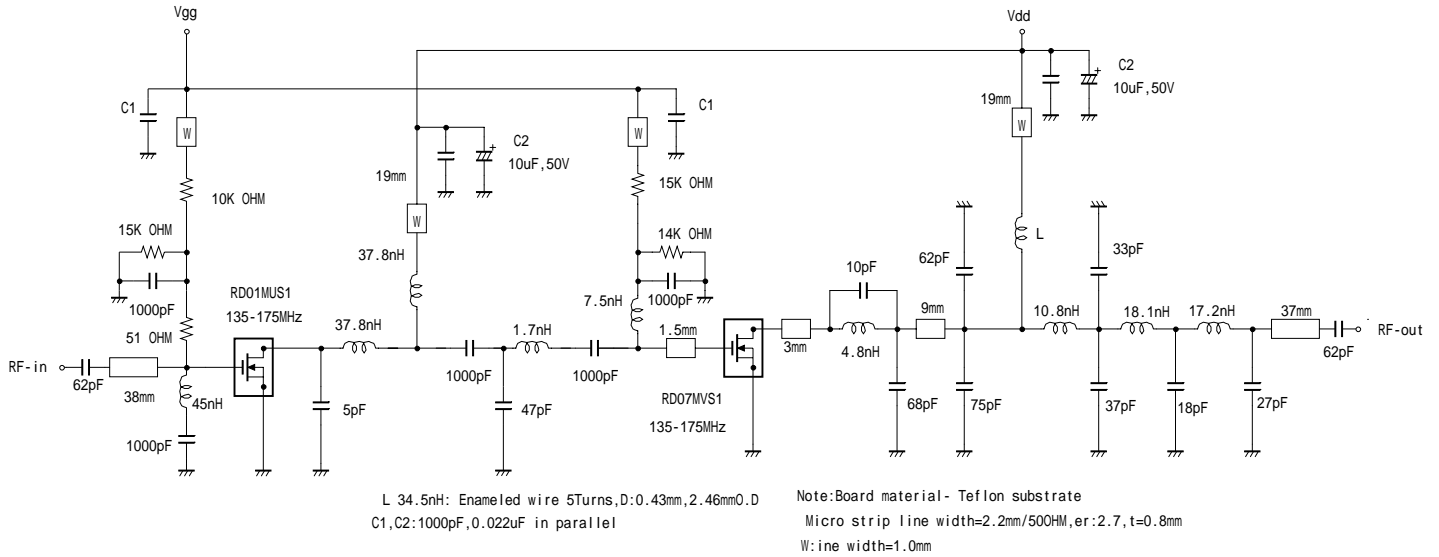 Vgg
Vdd
C1
W
10K OHM
15K OHM
1000pF
51 OHM
RF-in
62pF
38mm
45nH
1000pF
RD01MUS1
135-175MHz
5pF
37.8nH
19mm
W
37.8nH
C2
10uF,50V
1000pF
1.7nH
47pF
1000pF
C1
W
15K OHM
14K OHM
1000pF
7.5nH
1.5mm
RD07MVS1
135-175MHz
3mm
10pF
4.8nH
68pF
9mm
62pF
75pF
19mm
W
L
C2
10uF,50V
10.8nH
33pF
37pF
18.1nH
18pF
17.2nH
27pF
37mm
62pF
RF-out
L 34.5nH: Enameled wire 5Turns,D:0.43mm,2.46mmO.D
C1,C2:1000pF,0.022uF in parallel
Note:Board material- Teflon substrate
Micro strip line width=2.2mm/50OHM,er:2.7,t=0.8mm
W:ine width=1.0mm